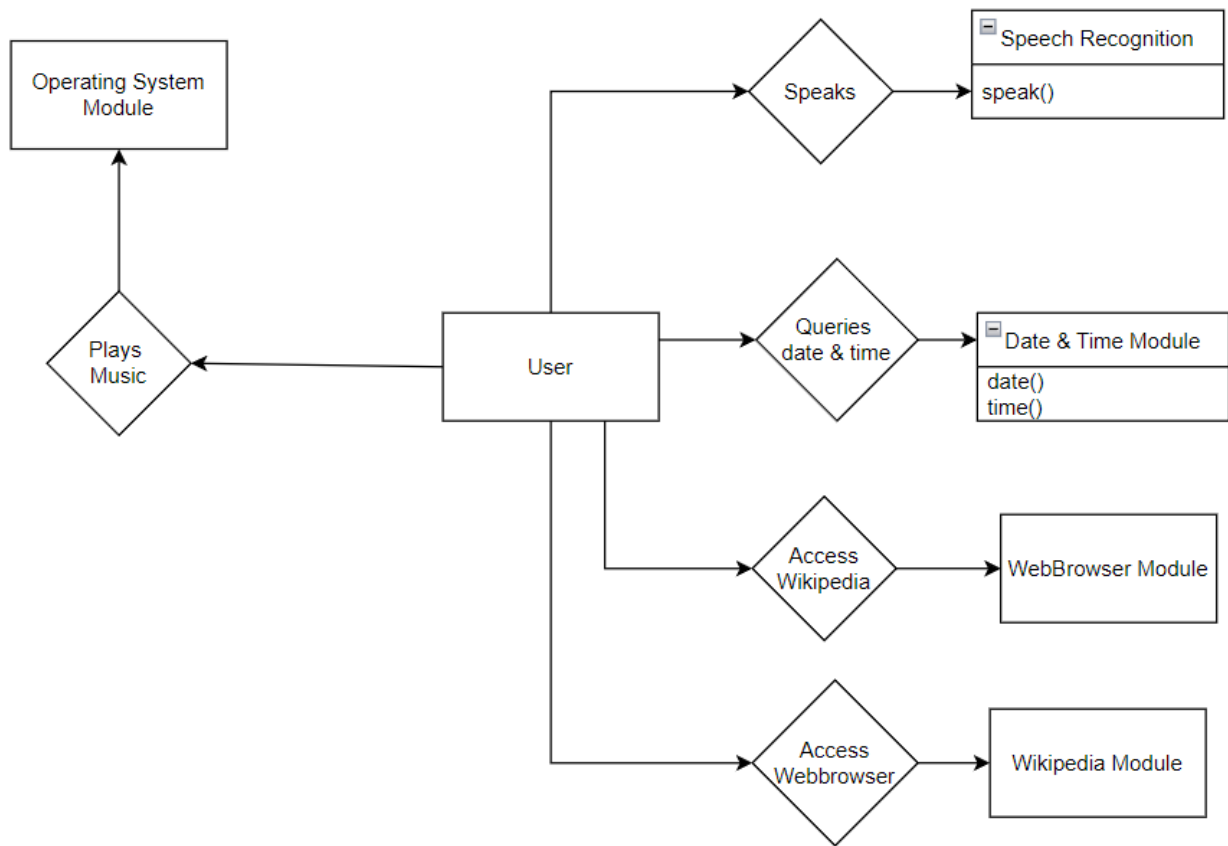 Operating System
Module
Speaks
Speech Recognition
speak()
Plays
Music
User
Queries
date & time
Date & Time Module
date()
time()
Access
Wikipedia
WebBrowser Module
Access
Webbrowser
Wikipedia Module